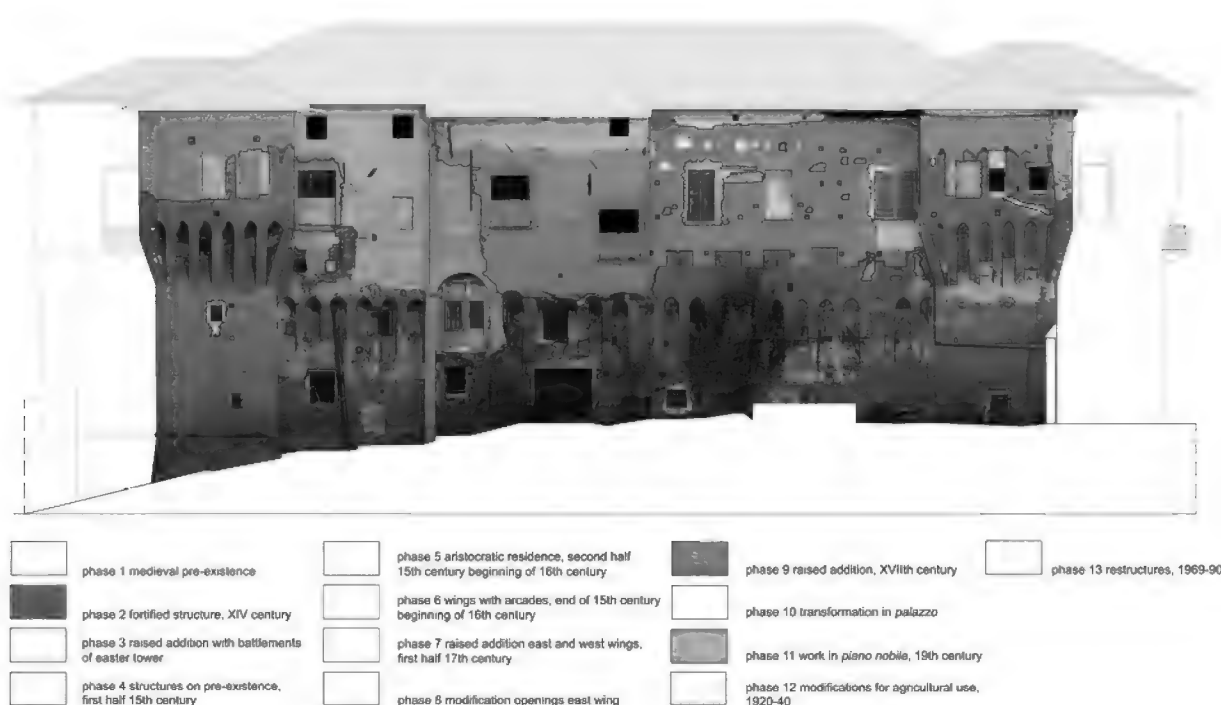 phase 1 medieval pre-existence
phase 2 fortified structure, XIV century
phase 3 raised addition with battlements
of easter tower
phase 4 structures on pre-existence,
first half 15th century
phase 5 aristocratic residence, second half
15th century beginning of 16th century
phase 6 wings with arcades, end of 15th century
beginning of 16th century
phase 7 raised addition east and west wings,
first half 17th century
phase 8 modification openings east wing
phase 9 raised addition, XVIIth century
phase 10 transformation in palazzo
phase 11 work in piano nobile, 19th century
phase 12 modifications for agricultural use,
1920-40
phase 13 restructures, 1969-90